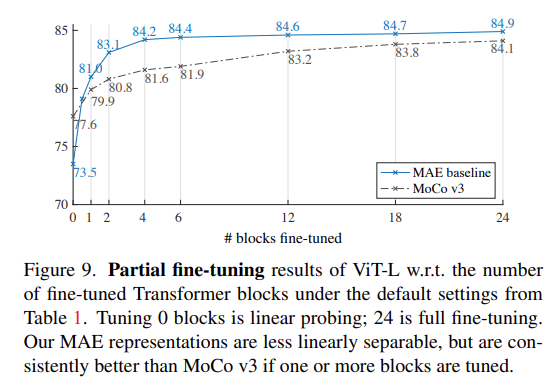 85
84.2 84.4
84.6
84.7
84.9
83.1
81.0
80
79.9
80.8
81.6
81.9
83.2
83.8
84.1
77.6
75
73.5
MAE baseline
MoCo v3
70
0 1 2 4 6 12 18 24
# blocks fine-tuned
Figure 9. Partial fine-tuning results of ViT-L w.r.t. the number
of fine-tuned Transformer blocks under the default settings from
Table 1. Tuning 0 blocks is linear probing; 24 is full fine-tuning.
Our MAE representations are less linearly separable, but are con-
sistently better than MoCo v3 if one or more blocks are tuned.